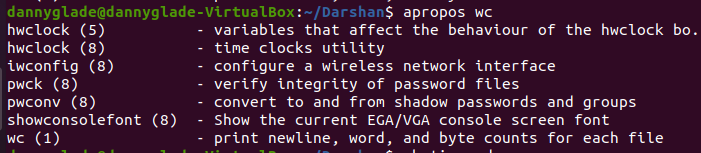 dannyglade@dannyglade-VirtualBox:~/Darshan$ apropos wc
hwclock (5)          - variables that affect the behaviour of the hwclock bo.
hwclock (8)          - time clocks utility
iwconfig (8)         - configure a wireless network interface
pwck (8)             - verify integrity of password files
pwconv (8)           - convert to and from shadow passwords and groups
showconsolefont (8)  - Show the current EGA/VGA console screen font
wc (1)               - print newline, word, and byte counts for each file